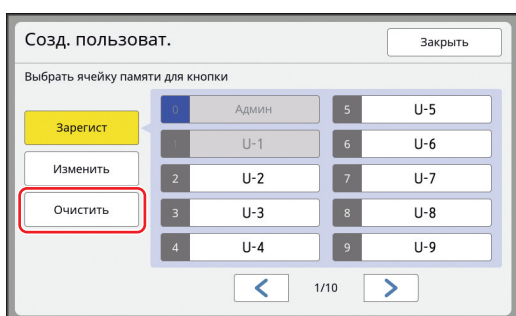 Созд. пользоват.
Закрыть
Выбрать ячейку памяти для кнопки
Зарегист
Изменить
Очистить
0 Админ
1 U-1
2 U-2
3 U-3
4 U-4
5 U-5
6 U-6
7 U-7
8 U-8
9 U-9
1/10